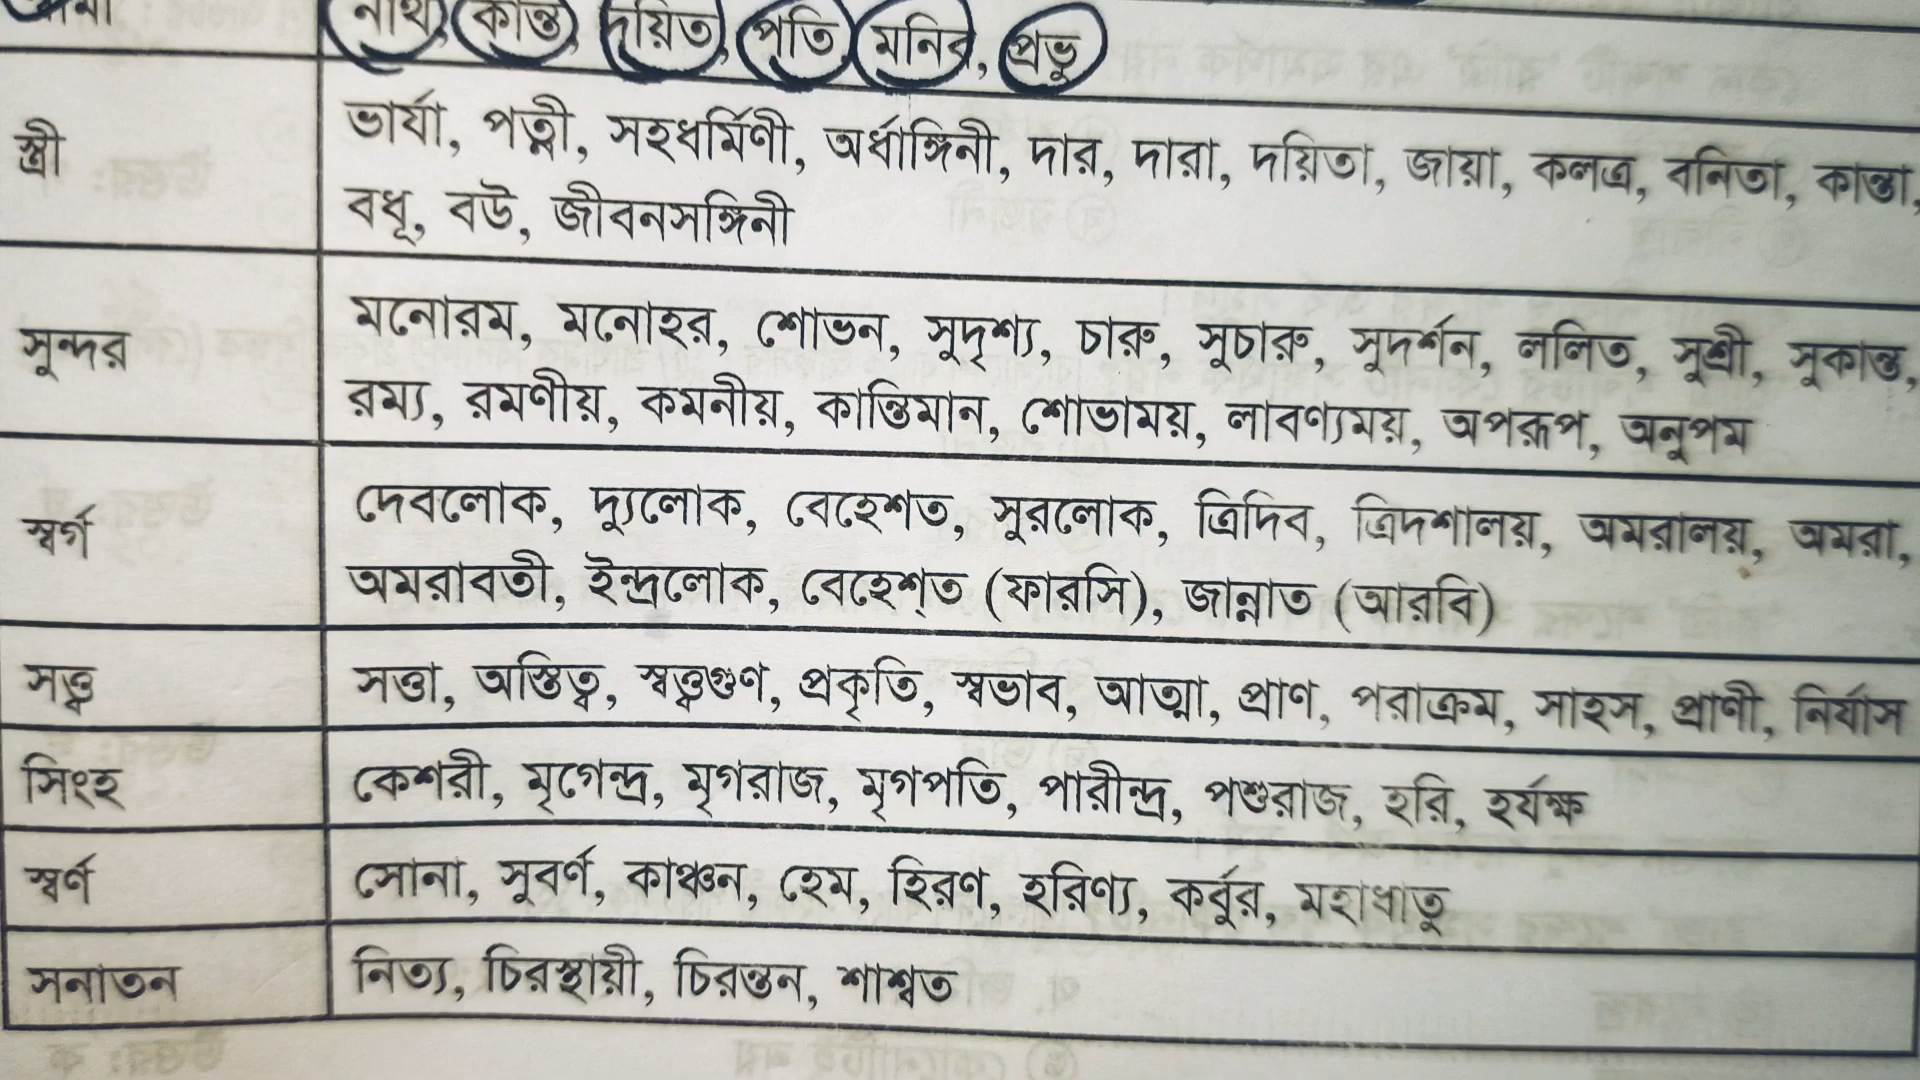 নাথ, কান্ত, দয়িত, পতি, মনিব, প্রভু
স্ত্রী
ভার্যা, পত্নী, সহধর্মিণী, অর্ধাঙ্গিনী, দার, দারা, দয়িতা, জায়া, কলত্র, বনিতা, কান্তা,
বধূ, বউ, জীবনসঙ্গিনী
সুন্দর
মনোরম, মনোহর, শোভন, সুদৃশ্য, চারু, সুচারু, সুদর্শন, ললিত, সুশ্রী, সুকান্ত,
রম্য, রমণীয়, কমনীয়, কান্তিমান, শোভাময়, লাবণ্যময়, অপরূপ, অনুপম
স্বর্গ
দেবলোক, দ্যুলোক, বেহেশত, সুরলোক, ত্রিদিব, ত্রিদশালয়, অমরালয়, অমরা,
অমরাবতী, ইন্দ্রলোক, বেহেশ্‌ত (ফারসি), জান্নাত (আরবি)
সত্ত্ব
সত্তা, অস্তিত্ব, স্বত্ত্বগুণ, প্রকৃতি, স্বভাব, আত্মা, প্রাণ, পরাক্রম, সাহস, প্রাণী, নির্যাস
সিংহ
কেশরী, মৃগেন্দ্র, মৃগরাজ, মৃগপতি, পারীন্দ্র, পশুরাজ, হরি, হর্যক্ষ
স্বর্ণ
সোনা, সুবর্ণ, কাঞ্চন, হেম, হিরণ, হরিণ্য, কর্বুর, মহাধাতু
সনাতন
নিত্য, চিরস্থায়ী, চিরন্তন, শাশ্বত